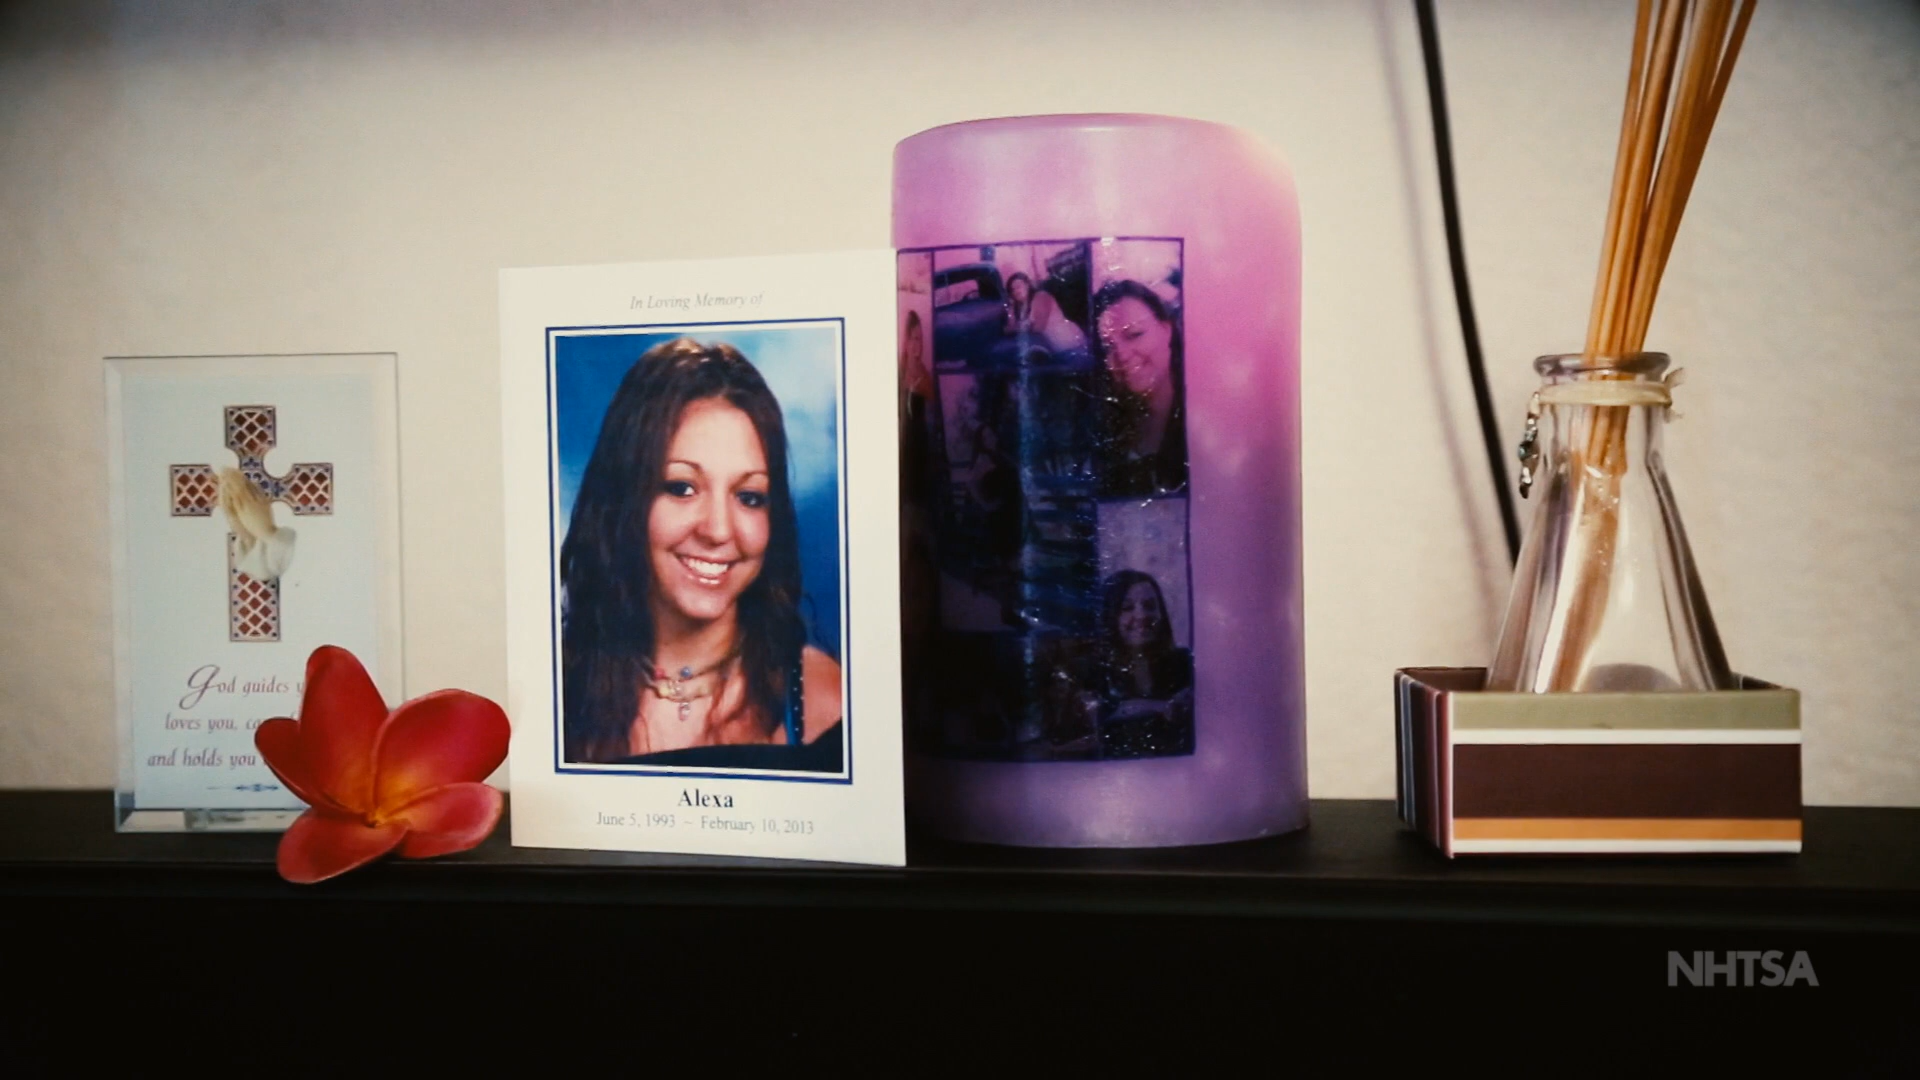 God guides
loves you,
and holds you
In Loving Memory of
Alexa
June 5, 1993 ~ February 10, 2013
NHTSA